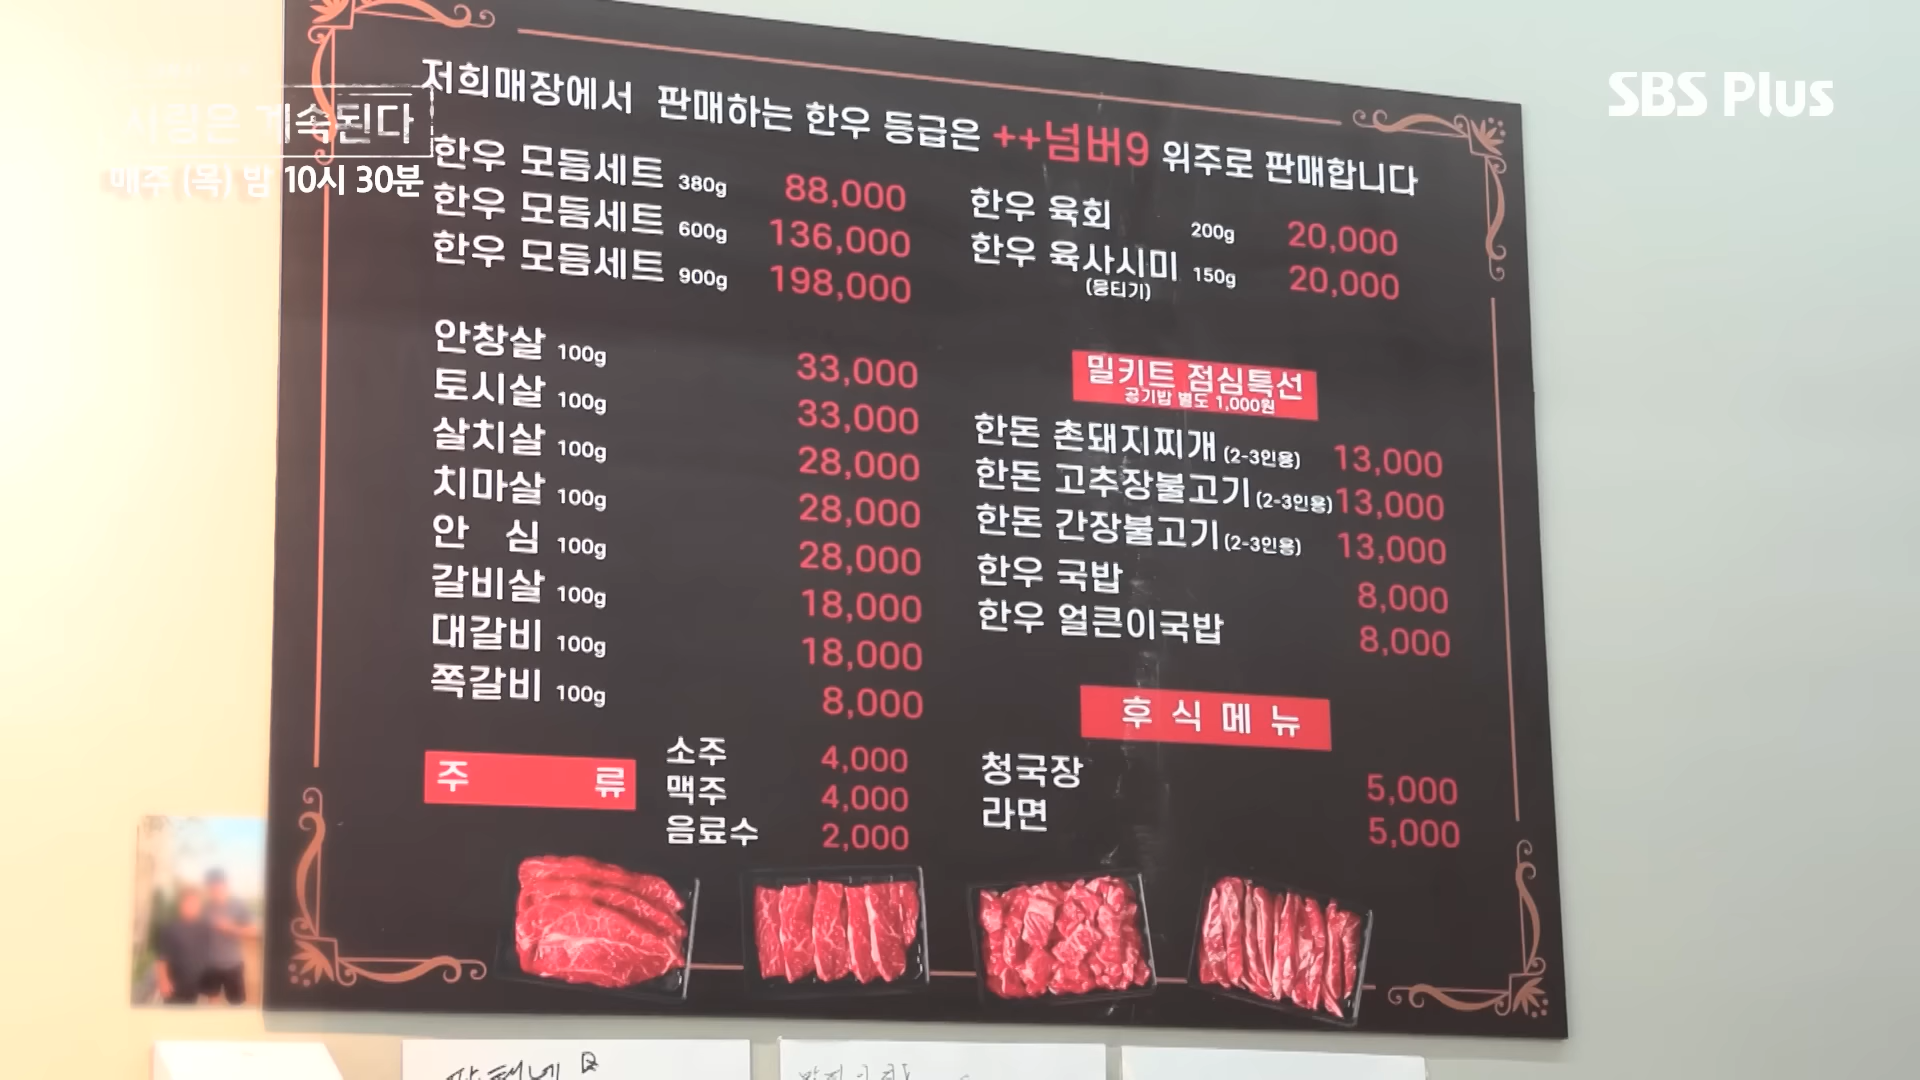 SBS Plus
사랑은 계속된다
매주 (목) 밤 10시 30분
저희매장에서 판매하는 한우 등급은 ++넘버9 위주로 판매합니다
한우 모듬세트 380g 88,000
한우 모듬세트 600g 136,000
한우 모듬세트 900g 198,000
안창살 100g 33,000
토시살 100g 33,000
살치살 100g 28,000
치마살 100g 28,000
안 심 100g 28,000
갈비살 100g 18,000
대갈비 100g 18,000
쪽갈비 100g 8,000
주 류
소주 4,000
맥주 4,000
음료수 2,000
한우 육회 200g 20,000
한우 육사시미 150g 20,000
(뭉티기)
밀키트 점심특선
공기밥 별도 1,000원
한돈 촌돼지찌개 (2-3인용) 13,000
한돈 고추장불고기 (2-3인용) 13,000
한돈 간장불고기 (2-3인용) 13,000
한우 국밥 8,000
한우 얼큰이국밥 8,000
후 식 메 뉴
청국장 5,000
라면 5,000